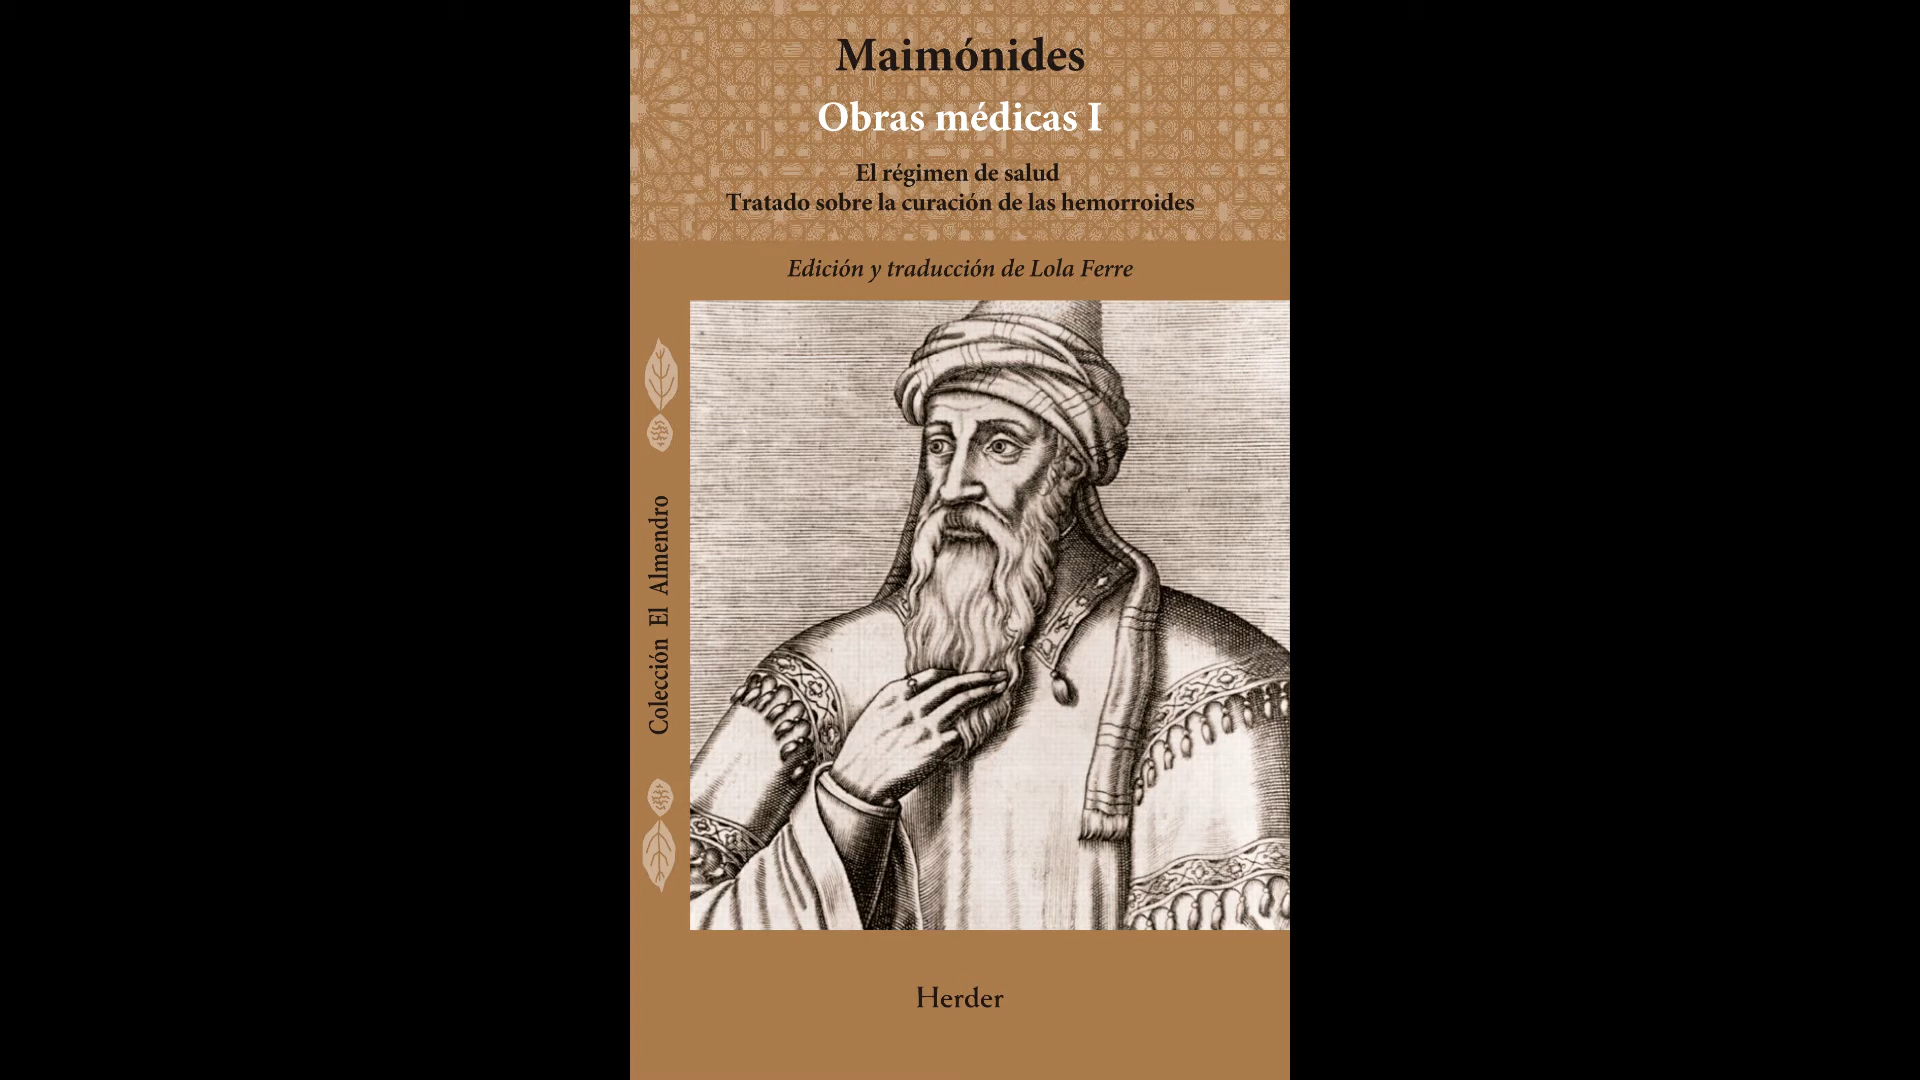 Maimónides
Obras médicas I
El régimen de salud
Tratado sobre la curación de las hemorroides
Edición y traducción de Lola Ferre
Colección El Almendro
Herder